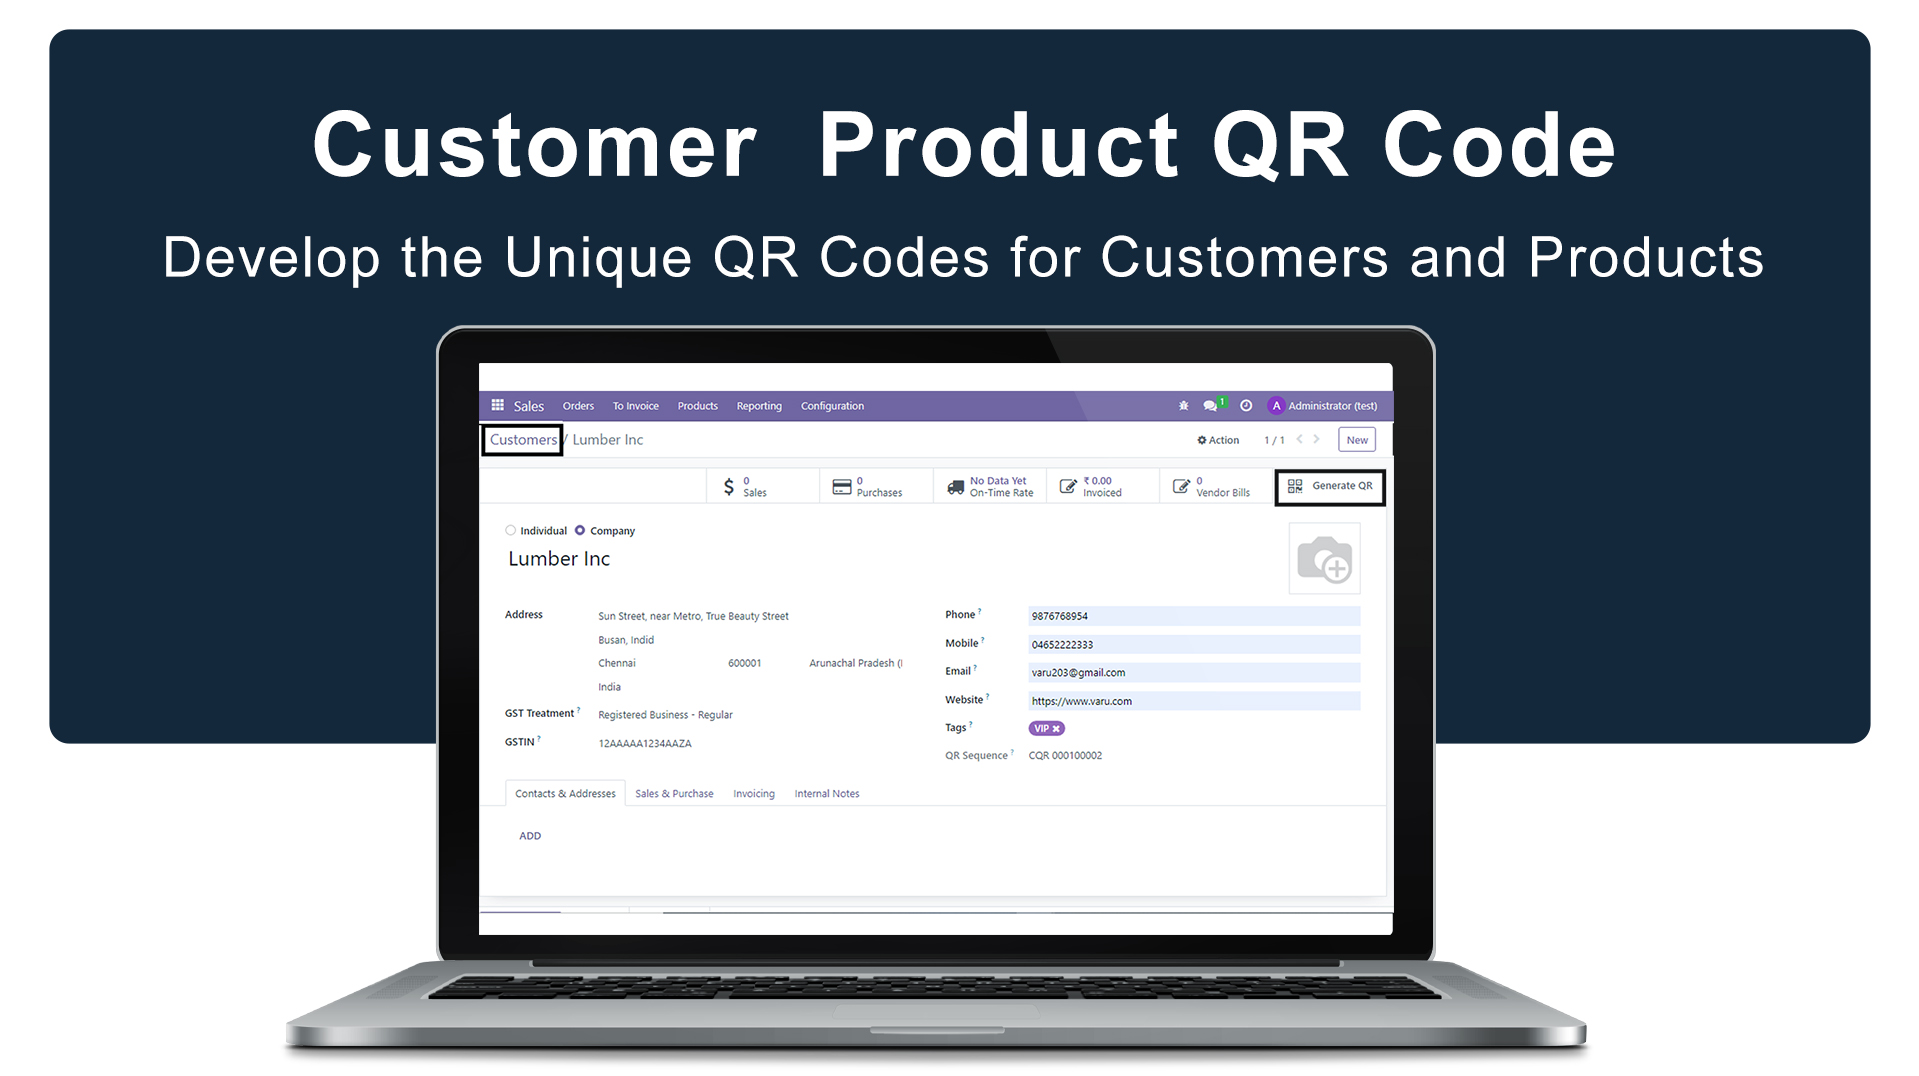 Customer Product QR Code
Develop the Unique QR Codes for Customers and Products
Sales Orders To Invoice Products Reporting Configuration 1 A Administrator (test)
Customers / Lumber Inc Action 1 / 1 New
0 Sales
0 Purchases
No Data Yet On-Time Rate
₹ 0.00 Invoiced
0 Vendor Bills
Generate QR
Individual Company
Lumber Inc
Address Sun Street, near Metro, True Beauty Street
Busan, Indid
Chennai 600001 Arunachal Pradesh (I
India
GST Treatment ? Registered Business - Regular
GSTIN ? 12AAAAA1234AAZA
Phone ? 9876768954
Mobile ? 04652222333
Email ? varu203@gmail.com
Website ? https://www.varu.com
Tags ? VIP ×
QR Sequence ? CQR 000100002
Contacts & Addresses Sales & Purchase Invoicing Internal Notes
ADD